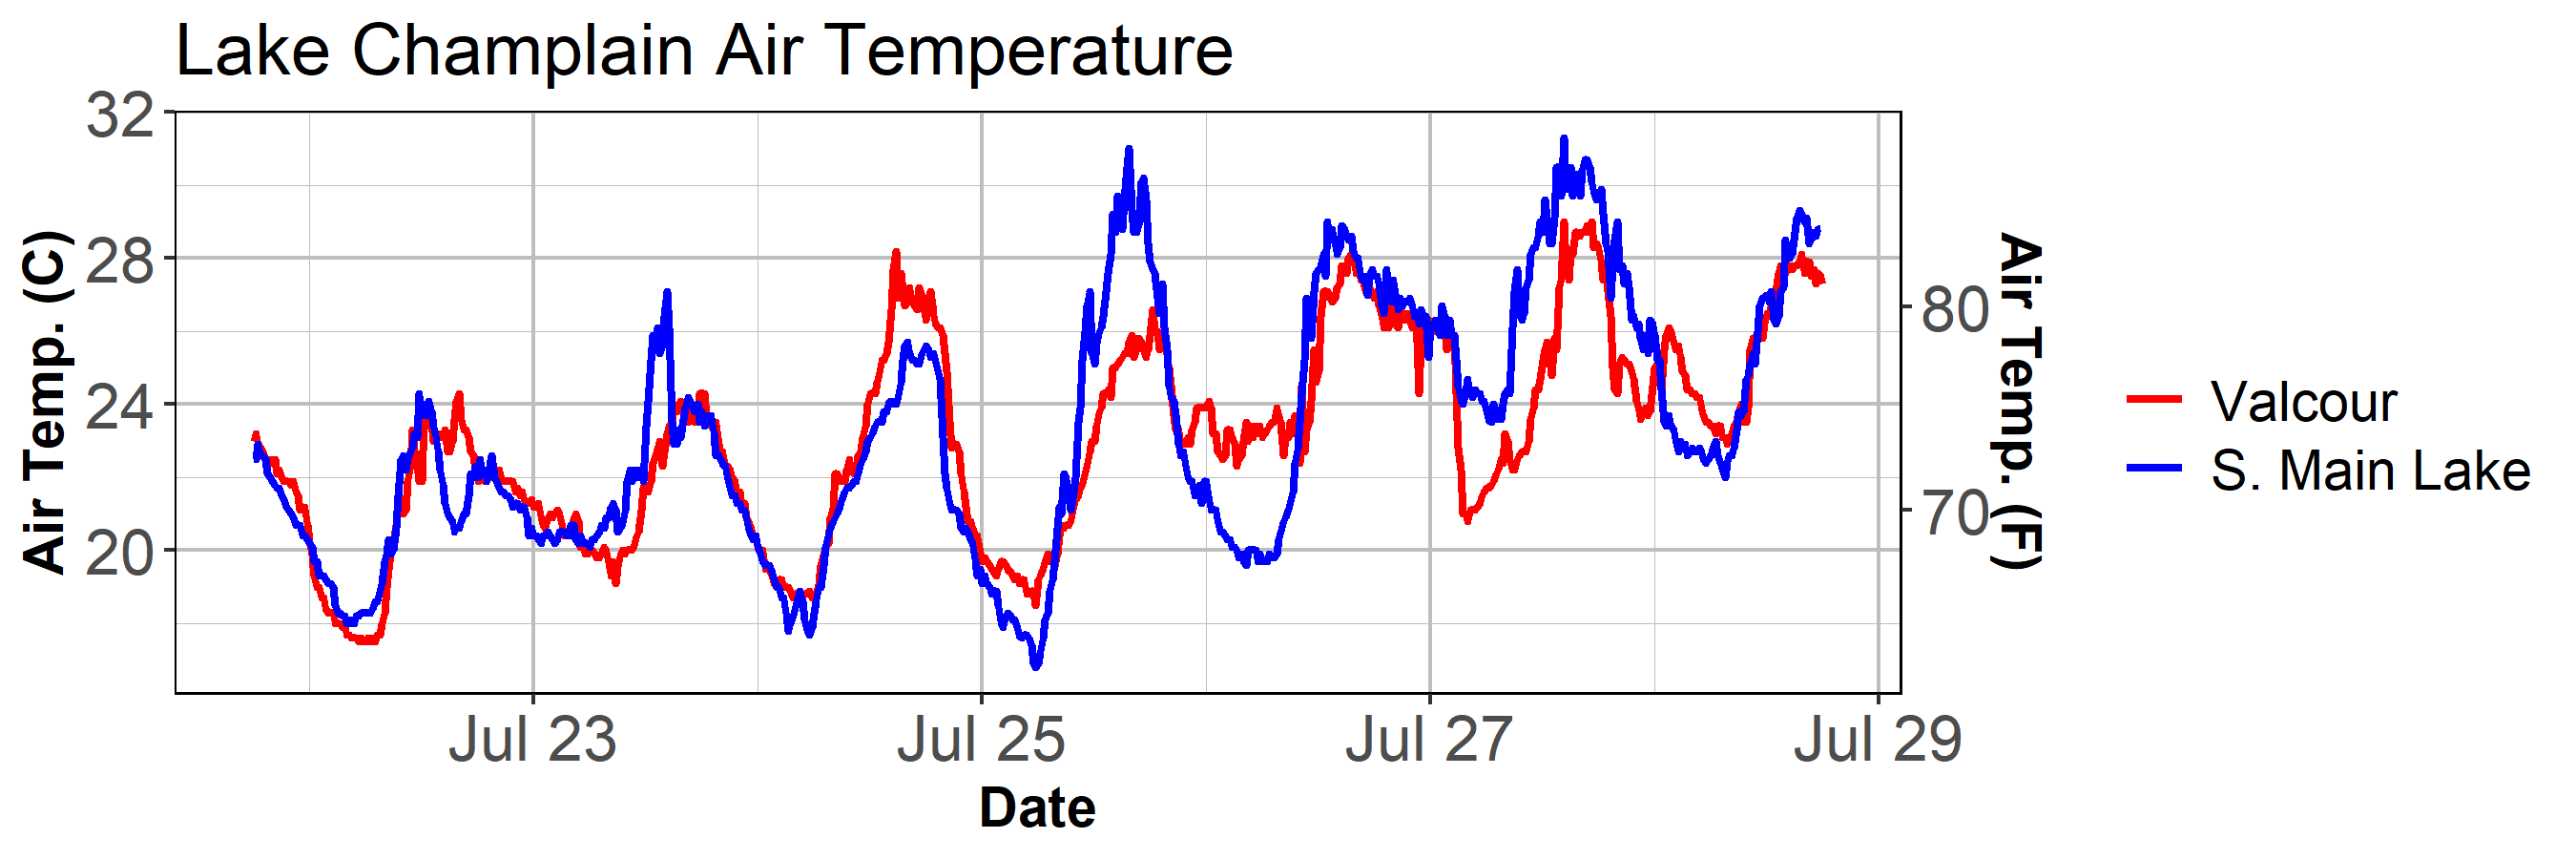 Lake Champlain Air Temperature
Air Temp. (C)
32
28
24
20
80
70
Air Temp. (F)
Jul 23
Jul 25
Jul 27
Jul 29
Date
Valcour
S. Main Lake